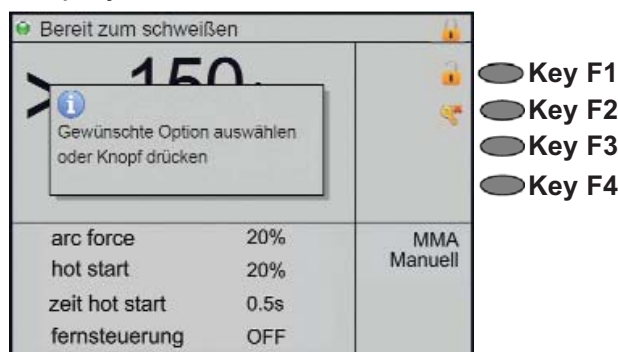 Bereit zum schweißen
> 150
Gewünschte Option auswählen
oder Knopf drücken
Key F1
Key F2
Key F3
Key F4
arc force 20%
hot start 20%
zeit hot start 0.5s
fernsteuerung OFF
MMA
Manuell